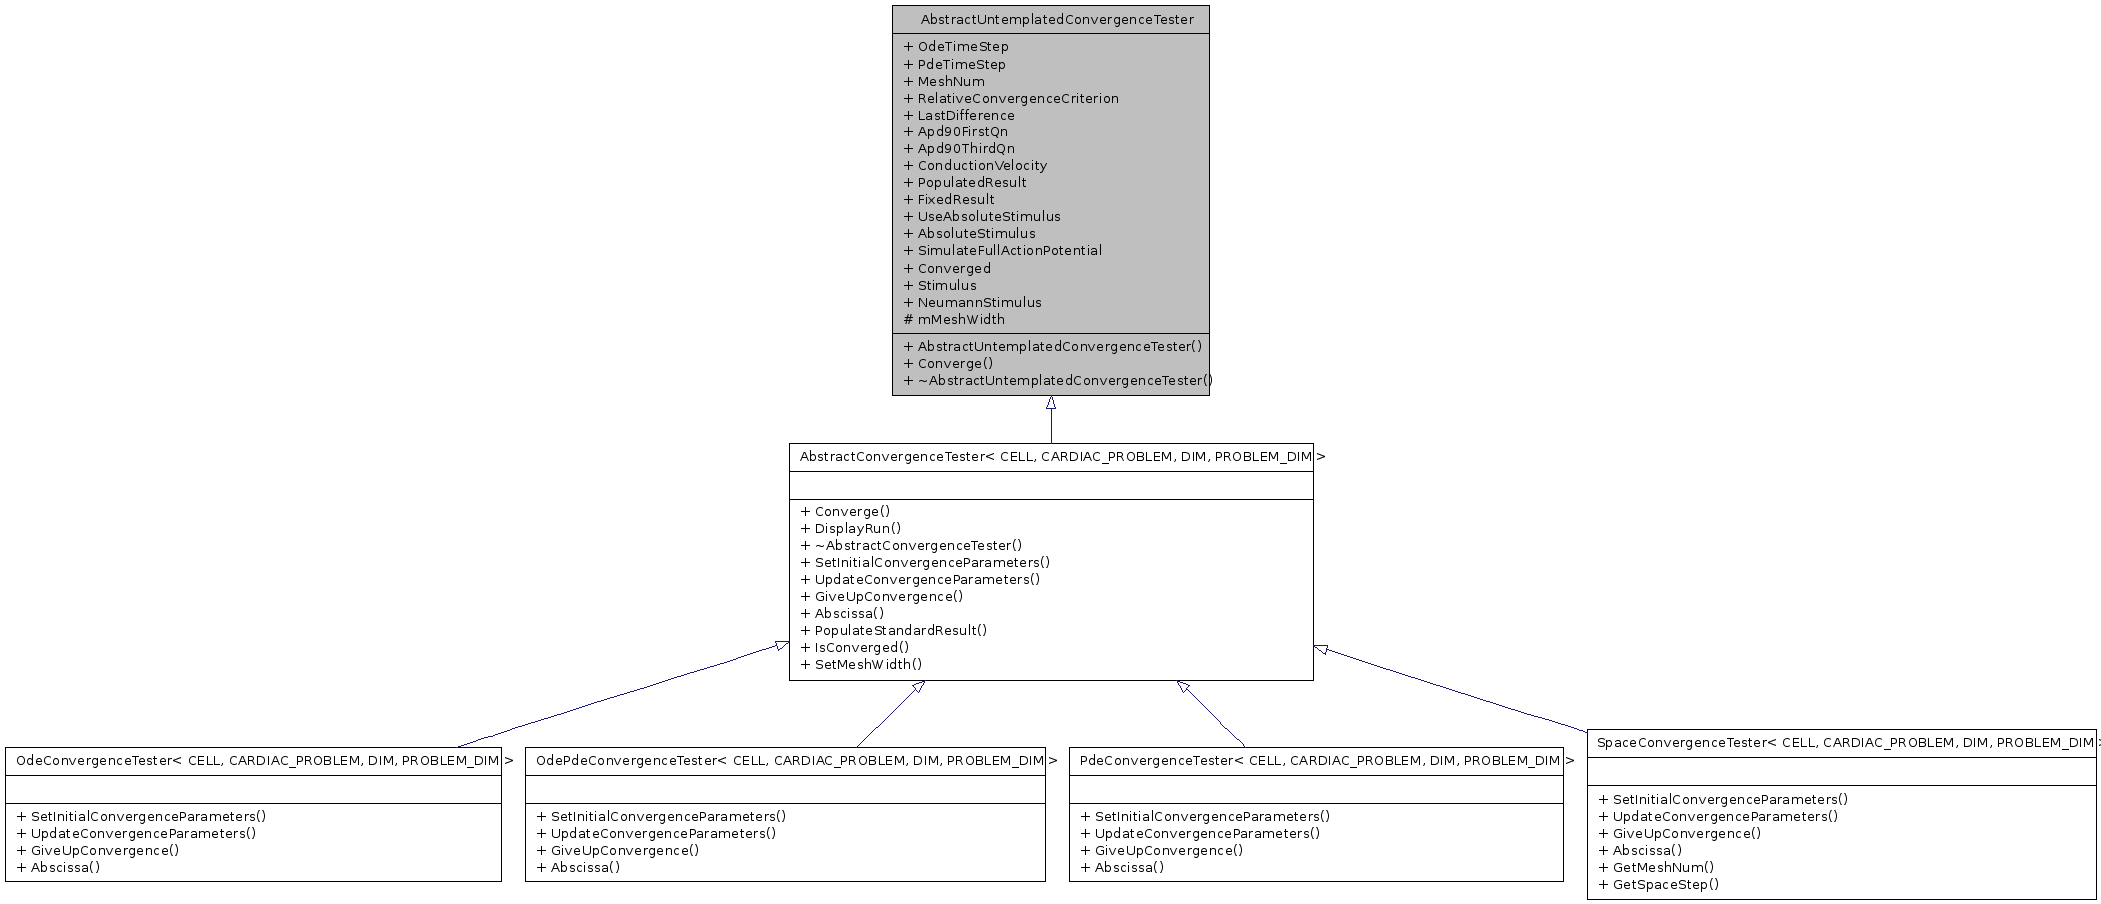 AbstractUntemplatedConvergenceTester
+ OdeTimeStep
+ PdeTimeStep
+ MeshNum
+ RelativeConvergenceCriterion
+ LastDifference
+ Apd90FirstQn
+ Apd90ThirdQn
+ ConductionVelocity
+ PopulatedResult
+ FixedResult
+ UseAbsoluteStimulus
+ AbsoluteStimulus
+ SimulateFullActionPotential
+ Converged
+ Stimulus
+ NeumannStimulus
# mMeshWidth
+ AbstractUntemplatedConvergenceTester()
+ Converge()
+ ~AbstractUntemplatedConvergenceTester()
AbstractConvergenceTester< CELL, CARDIAC_PROBLEM, DIM, PROBLEM_DIM >
+ Converge()
+ DisplayRun()
+ ~AbstractConvergenceTester()
+ SetInitialConvergenceParameters()
+ UpdateConvergenceParameters()
+ GiveUpConvergence()
+ Abscissa()
+ PopulateStandardResult()
+ IsConverged()
+ SetMeshWidth()
OdeConvergenceTester< CELL, CARDIAC_PROBLEM, DIM, PROBLEM_DIM >
+ SetInitialConvergenceParameters()
+ UpdateConvergenceParameters()
+ GiveUpConvergence()
+ Abscissa()
OdePdeConvergenceTester< CELL, CARDIAC_PROBLEM, DIM, PROBLEM_DIM >
+ SetInitialConvergenceParameters()
+ UpdateConvergenceParameters()
+ GiveUpConvergence()
+ Abscissa()
PdeConvergenceTester< CELL, CARDIAC_PROBLEM, DIM, PROBLEM_DIM >
+ SetInitialConvergenceParameters()
+ UpdateConvergenceParameters()
+ GiveUpConvergence()
+ Abscissa()
SpaceConvergenceTester< CELL, CARDIAC_PROBLEM, DIM, PROBLEM_DIM >
+ SetInitialConvergenceParameters()
+ UpdateConvergenceParameters()
+ GiveUpConvergence()
+ Abscissa()
+ GetMeshNum()
+ GetSpaceStep()